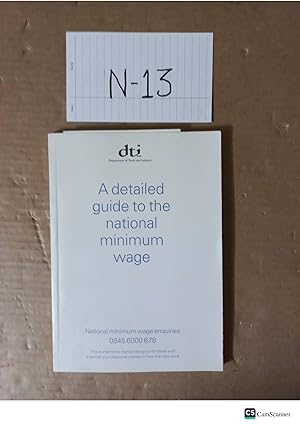 N-13
dti
Department of Trade and Industry
A detailed
guide to the
national
minimum
wage
National minimum wage enquiries
0845 6000 678
CS CamScanner